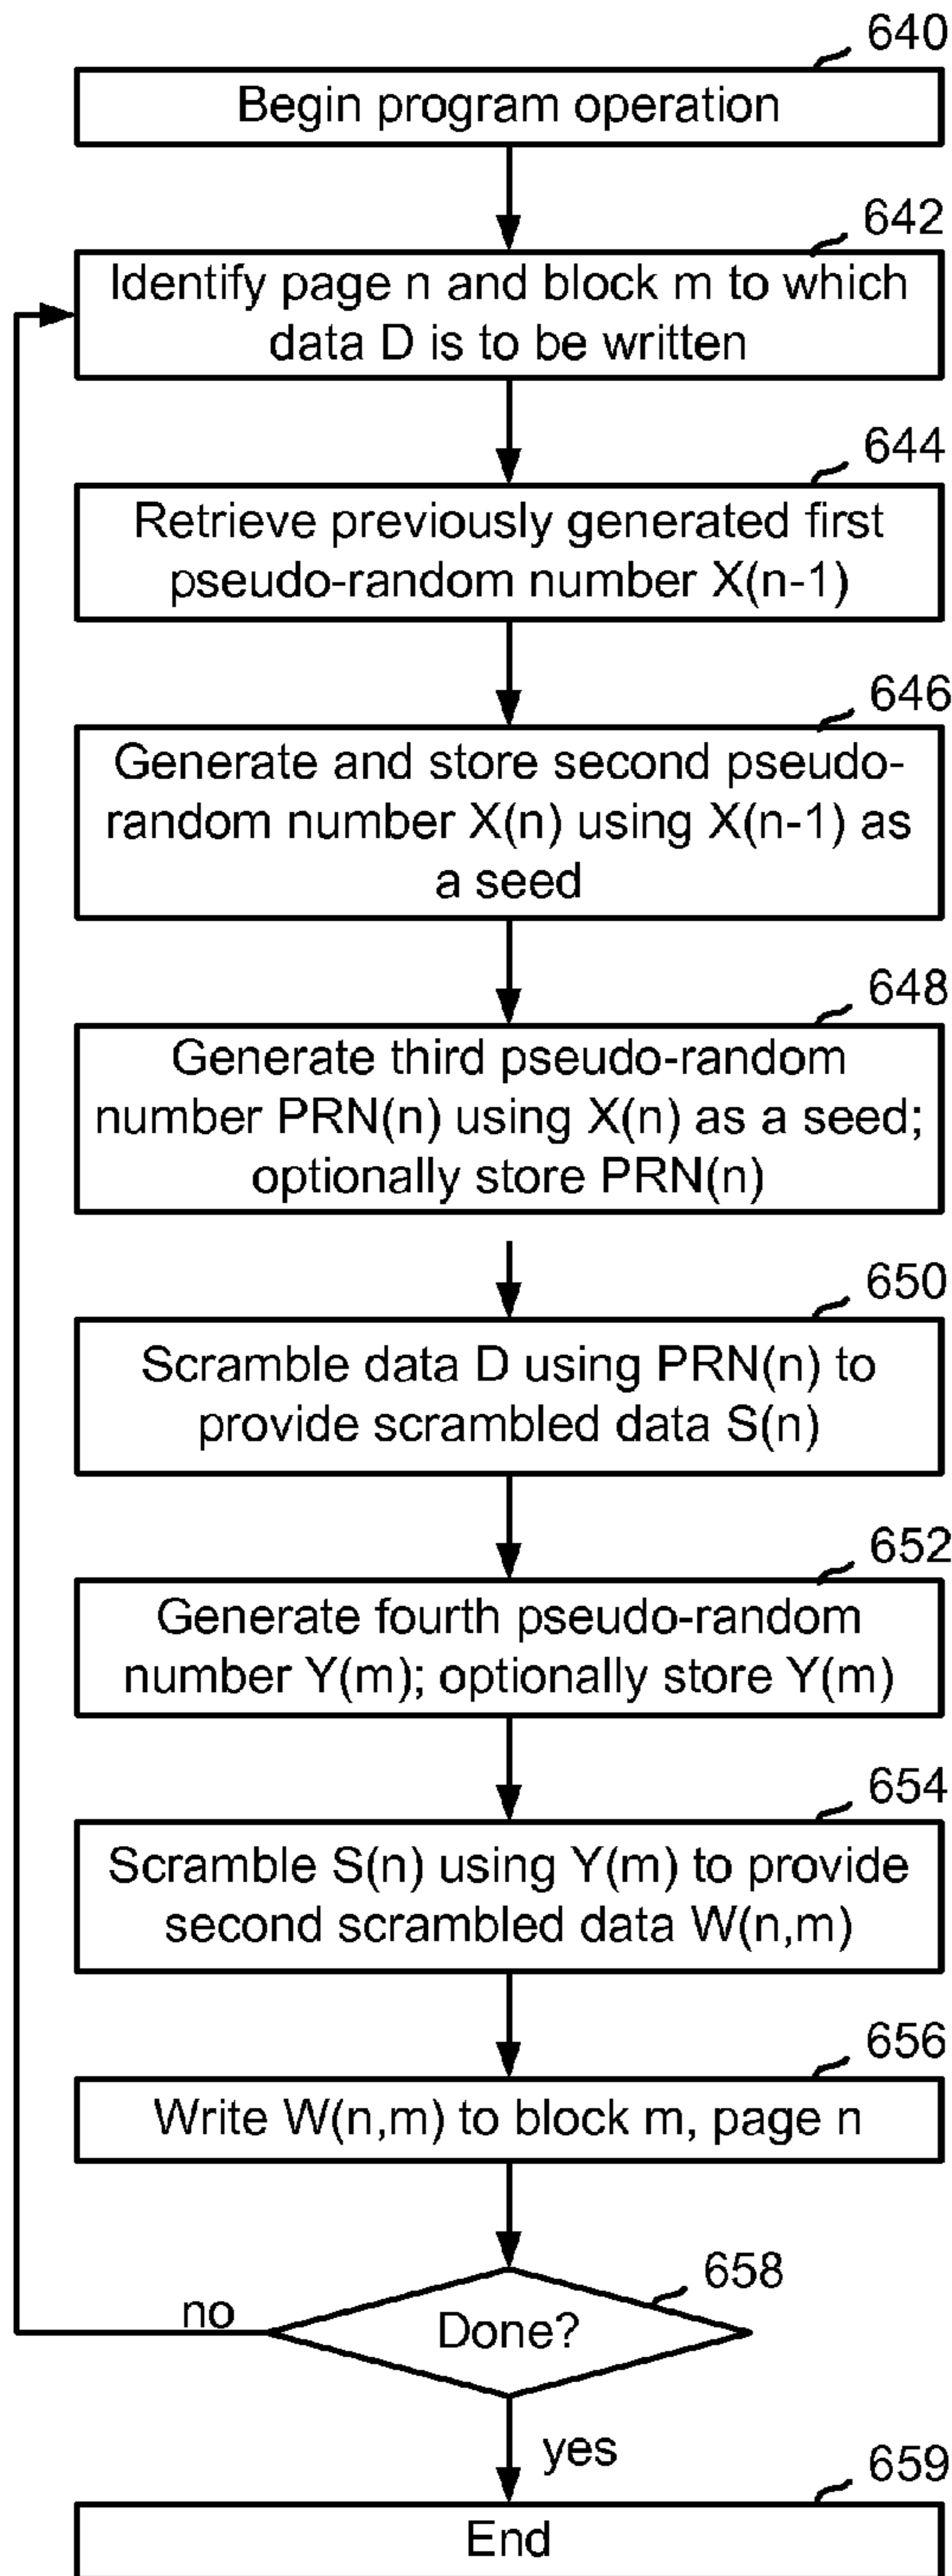 640
Begin program operation
642
Identify page n and block m to which
data D is to be written
644
Retrieve previously generated first
pseudo-random number X(n-1)
646
Generate and store second pseudo-
random number X(n) using X(n-1) as
a seed
648
Generate third pseudo-random
number PRN(n) using X(n) as a seed;
optionally store PRN(n)
650
Scramble data D using PRN(n) to
provide scrambled data S(n)
652
Generate fourth pseudo-random
number Y(m); optionally store Y(m)
654
Scramble S(n) using Y(m) to provide
second scrambled data W(n,m)
656
Write W(n,m) to block m, page n
658
no
Done?
yes
659
End